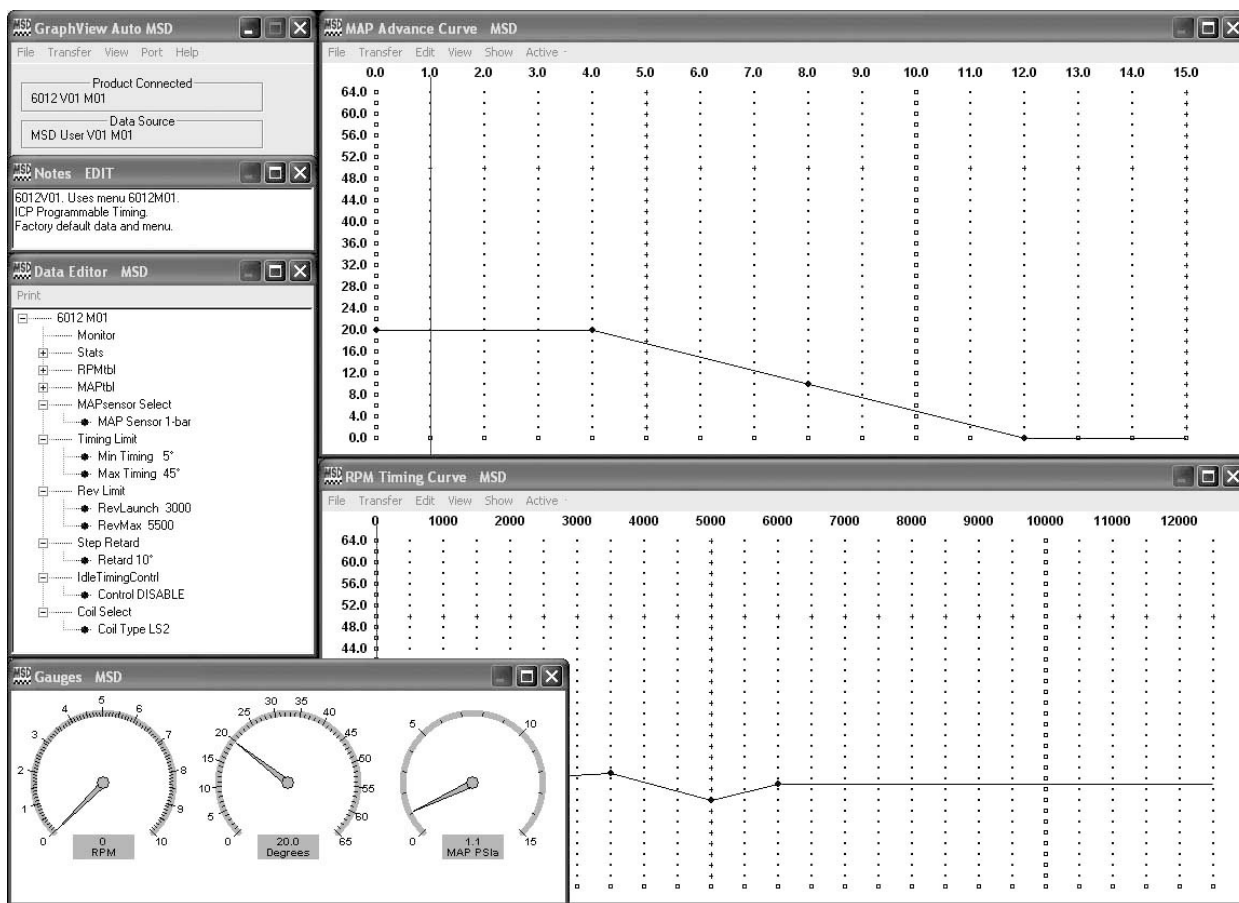 MSD GraphView Auto MSD
File Transfer View Port Help
Product Connected
6012 V01 M01
Data Source
MSD User V01 M01
MSD Notes EDIT
6012V01. Uses menu 6012M01.
ICP Programmable Timing.
Factory default data and menu.
MSD Data Editor MSD
Print
6012 M01
Monitor
Stats
RPMtbl
MAPtbl
MAPsensor Select
MAP Sensor 1-bar
Timing Limit
Min Timing 5°
Max Timing 45°
Rev Limit
RevLaunch 3000
RevMax 5500
Step Retard
Retard 10°
IdleTimingContrl
Control DISABLE
Coil Select
Coil Type LS2
MSD MAP Advance Curve MSD
File Transfer Edit View Show Active
0.0 1.0 2.0 3.0 4.0 5.0 6.0 7.0 8.0 9.0 10.0 11.0 12.0 13.0 14.0 15.0
64.0
60.0
56.0
52.0
48.0
44.0
40.0
36.0
32.0
28.0
24.0
20.0
16.0
12.0
8.0
4.0
0.0
MSD RPM Timing Curve MSD
File Transfer Edit View Show Active
0 1000 2000 3000 4000 5000 6000 7000 8000 9000 10000 11000 12000
64.0
60.0
56.0
52.0
48.0
44.0
MSD Gauges MSD
0 1 2 3 4 5 6 7 8 9 10
0
RPM
0 5 10 15 20 25 30 35 40 45 50 55 60 65
20.0
Degrees
0 5 10 15
1.1
MAP PSIa